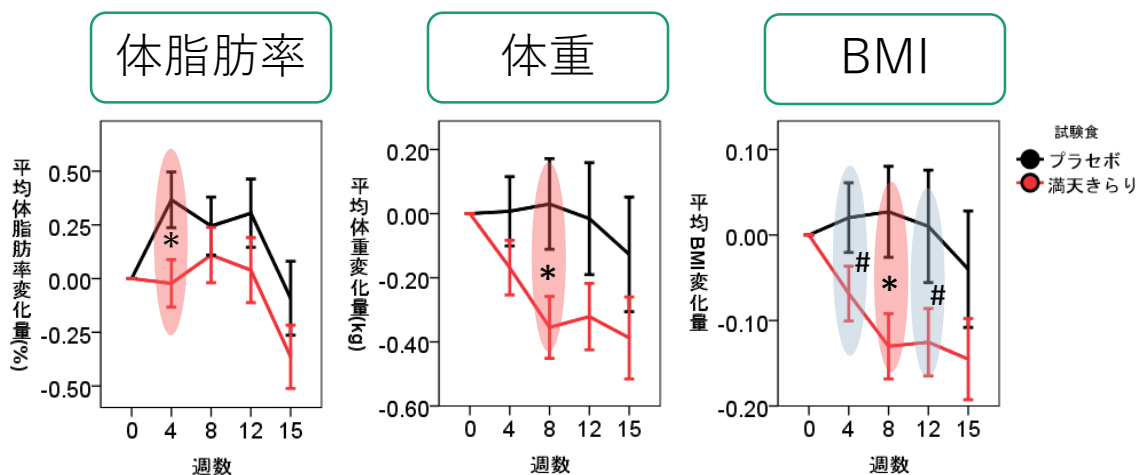 体脂肪率
体重
BMI
平均体脂肪率変化量(%)
0.50
0.25
0.00
-0.25
-0.50
*
0
4
8
12
15
週数
平均体重変化量(kg)
0.20
0.00
-0.20
-0.40
-0.60
*
0
4
8
12
15
週数
平均BMI変化量
0.10
0.00
-0.10
-0.20
#
*
#
0
4
8
12
15
週数
試験食
プラセボ
満天きらり